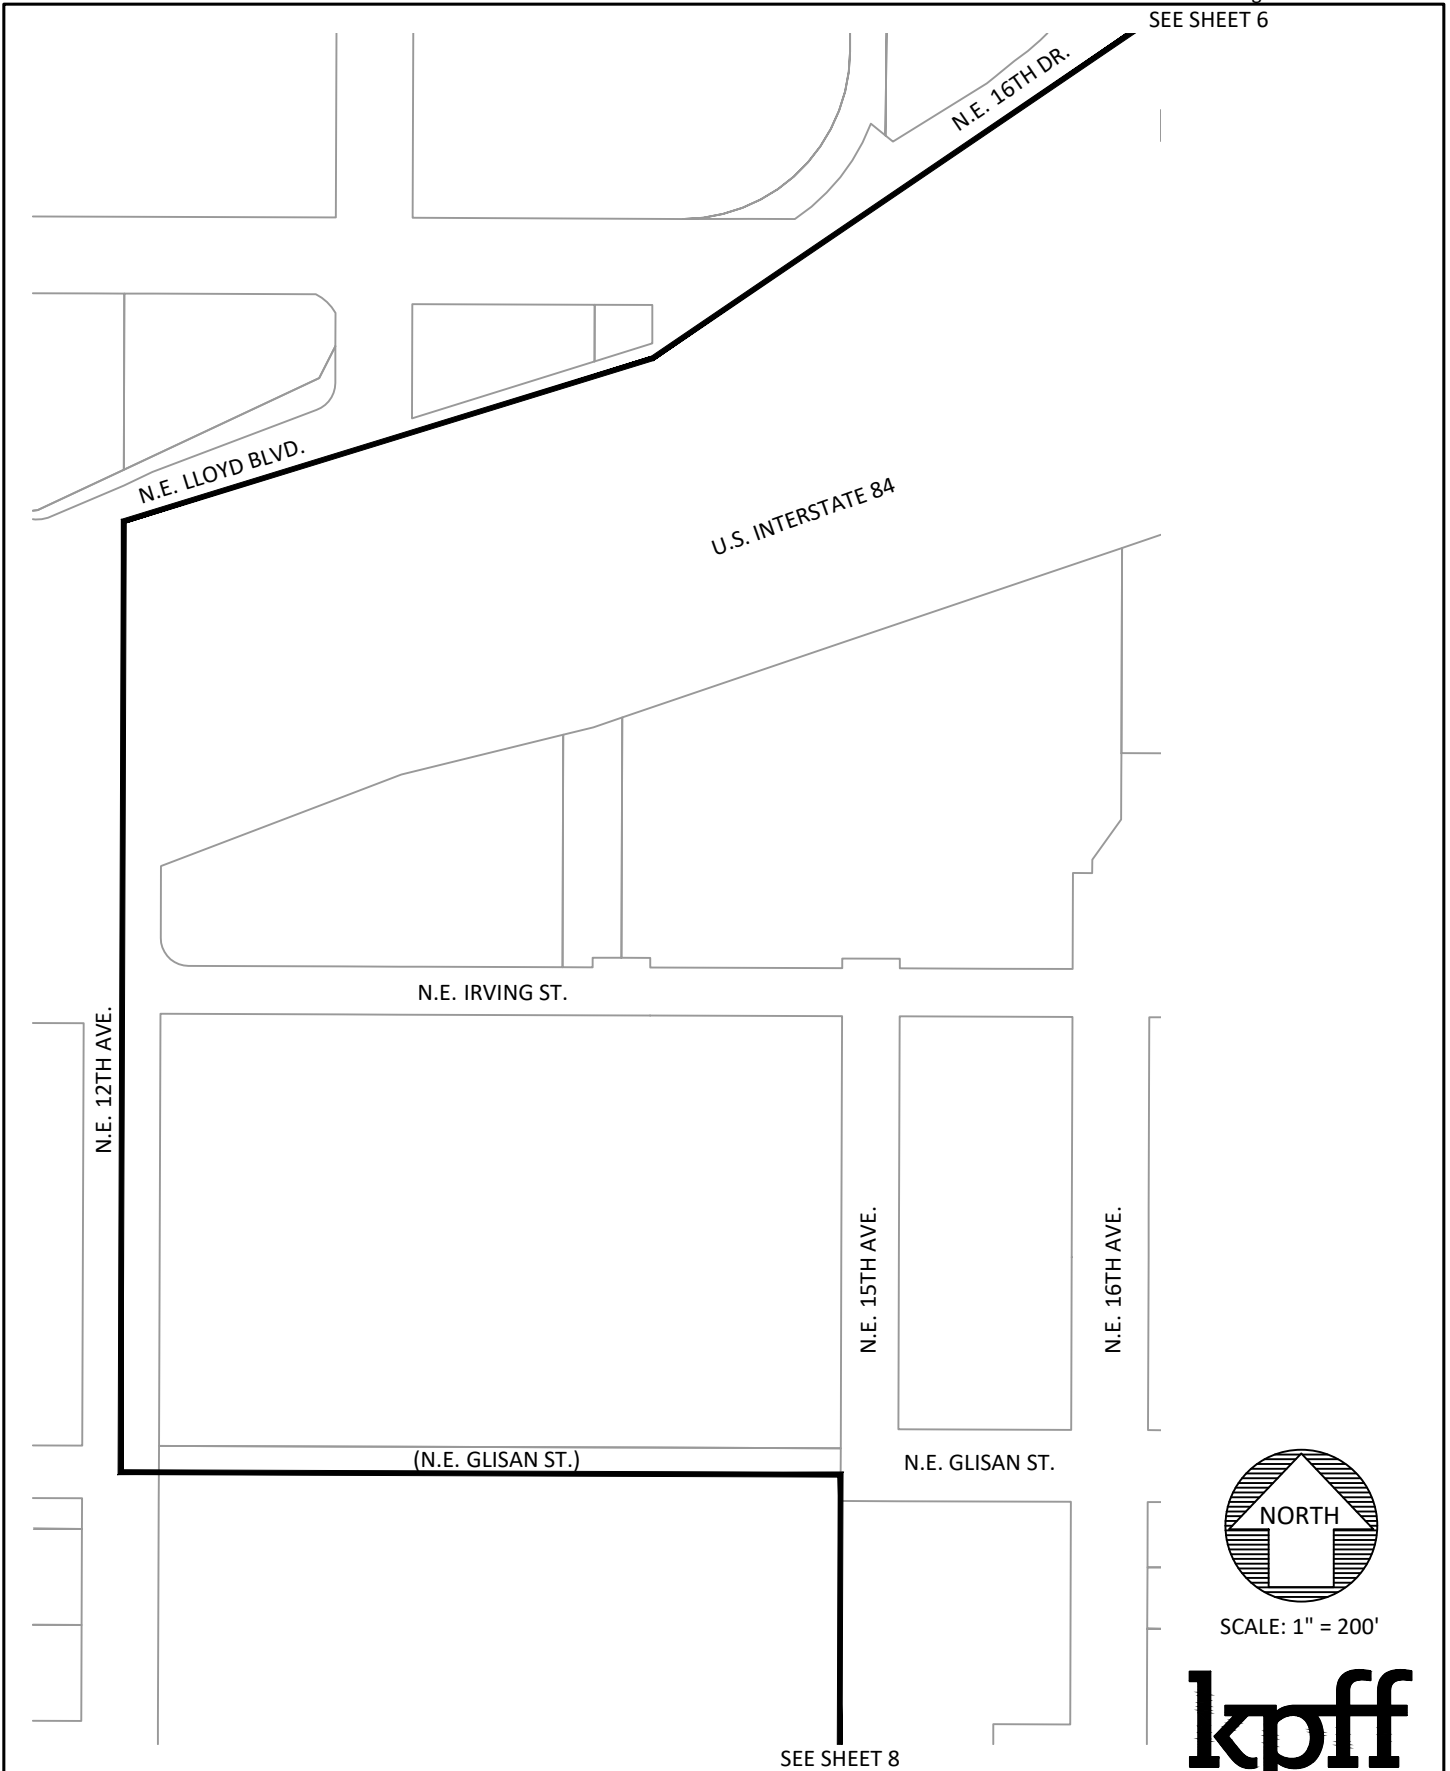 SEE SHEET 6
N.E. 16TH DR.
N.E. LLOYD BLVD.
U.S. INTERSTATE 84
N.E. IRVING ST.
N.E. 12TH AVE.
N.E. 15TH AVE.
N.E. 16TH AVE.
(N.E. GLISAN ST.)
N.E. GLISAN ST.
NORTH
SCALE: 1" = 200'
kpff
SEE SHEET 8